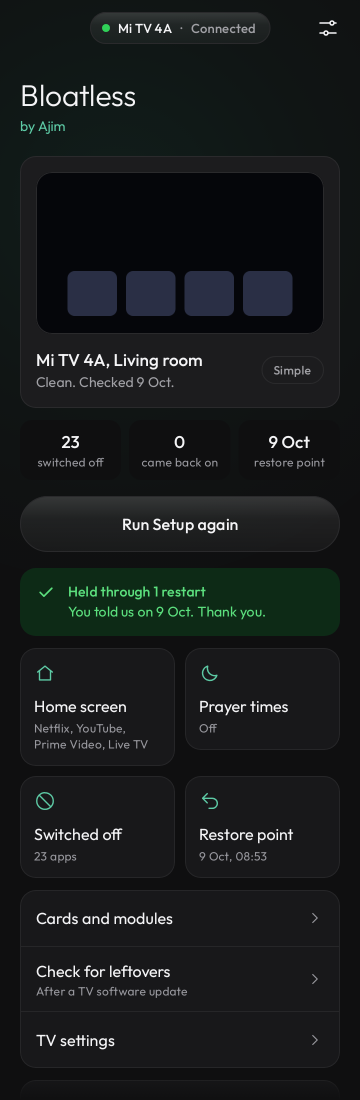 Mi TV 4A · Connected
Bloatless
by Ajim
Mi TV 4A, Living room
Clean. Checked 9 Oct.
Simple
23
switched off
0
came back on
9 Oct
restore point
Run Setup again
Held through 1 restart
You told us on 9 Oct. Thank you.
Home screen
Netflix, YouTube,
Prime Video, Live TV
Prayer times
Off
Switched off
23 apps
Restore point
9 Oct, 08:53
Cards and modules
Check for leftovers
After a TV software update
TV settings